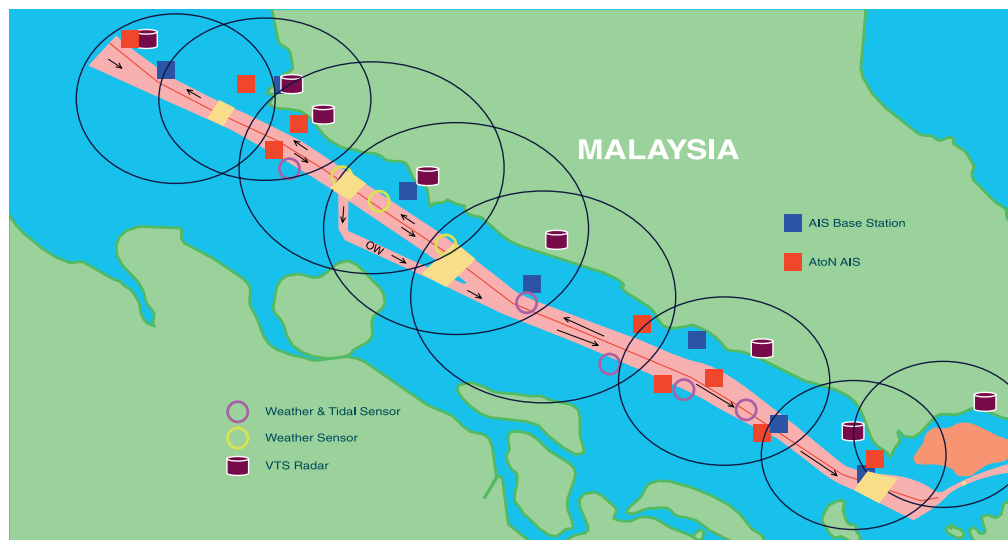 MALAYSIA
AIS Base Station
OW
AtoN AIS
Weather & Tidal Sensor
Weather Sensor
VTS Radar